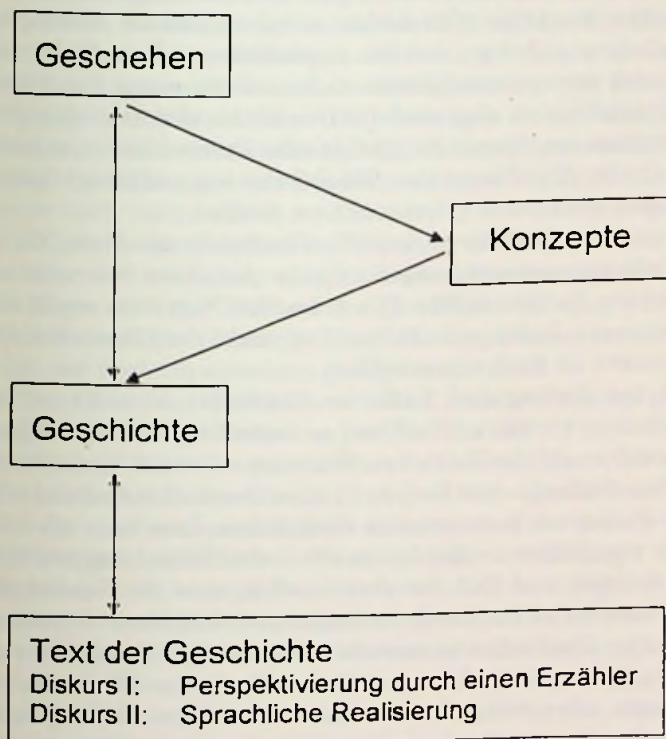 Geschehen
Konzepte
Geschichte
Text der Geschichte
Diskurs I: Perspektivierung durch einen Erzähler
Diskurs II: Sprachliche Realisierung